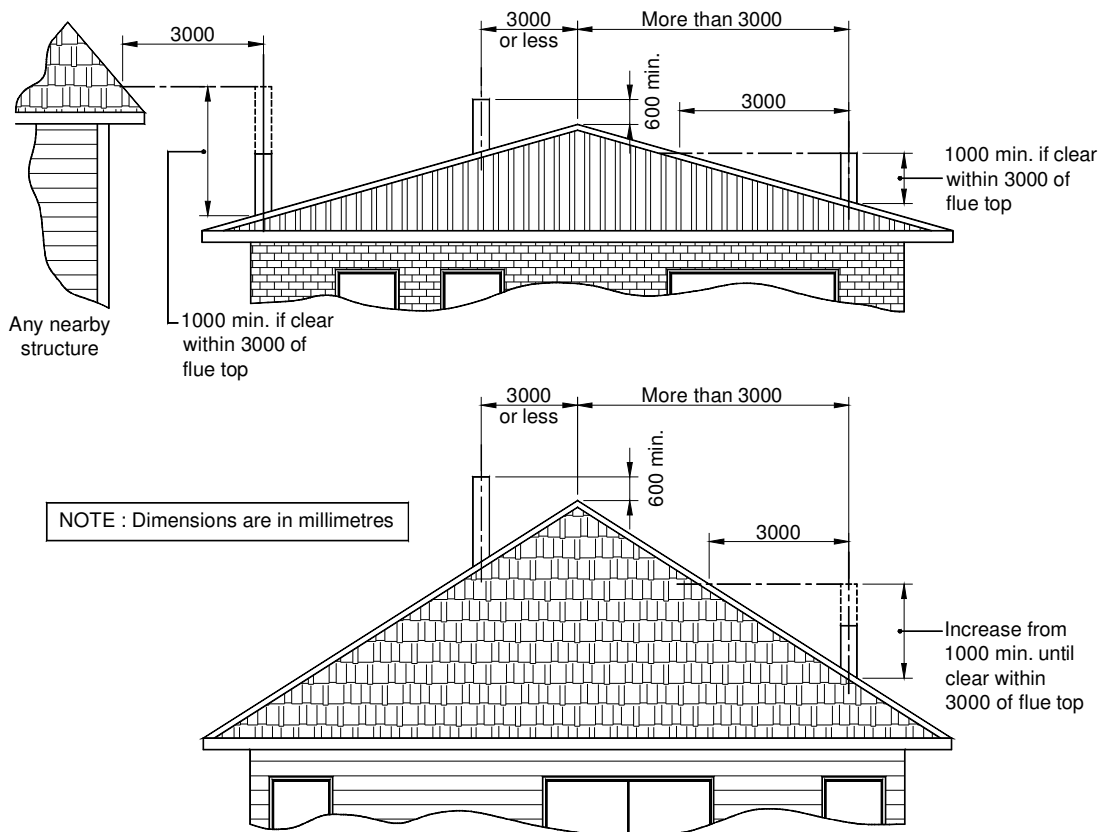 3000
3000
or less
More than 3000
600 min.
3000
1000 min. if clear
within 3000 of
flue top
Any nearby
structure
1000 min. if clear
within 3000 of
flue top
3000
or less
More than 3000
600 min.
NOTE : Dimensions are in millimetres
3000
Increase from
1000 min. until
clear within
3000 of flue top